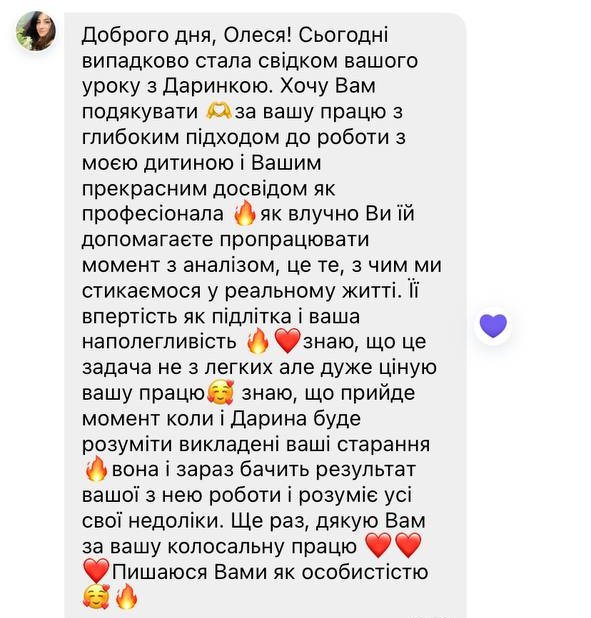 Доброго дня, Олеся! Сьогодні
випадково стала свідком вашого
уроку з Даринкою. Хочу Вам
подякувати 🫶за вашу працю з
глибоким підходом до роботи з
моєю дитиною і Вашим
прекрасним досвідом як
професіонала 🔥як влучно Ви їй
допомагаєте пропрацювати
момент з аналізом, це те, з чим ми
стикаємося у реальному житті. Її
впертість як підлітка і ваша
наполегливість 🔥❤️знаю, що це
задача не з легких але дуже ціную
вашу працю🥰 знаю, що прийде
момент коли і Дарина буде
розуміти викладені ваші старання
🔥вона і зараз бачить результат
вашої з нею роботи і розуміє усі
свої недоліки. Ще раз, дякую Вам
за вашу колосальну працю ❤️❤️
❤️Пишаюся Вами як особистістю
🥰🔥